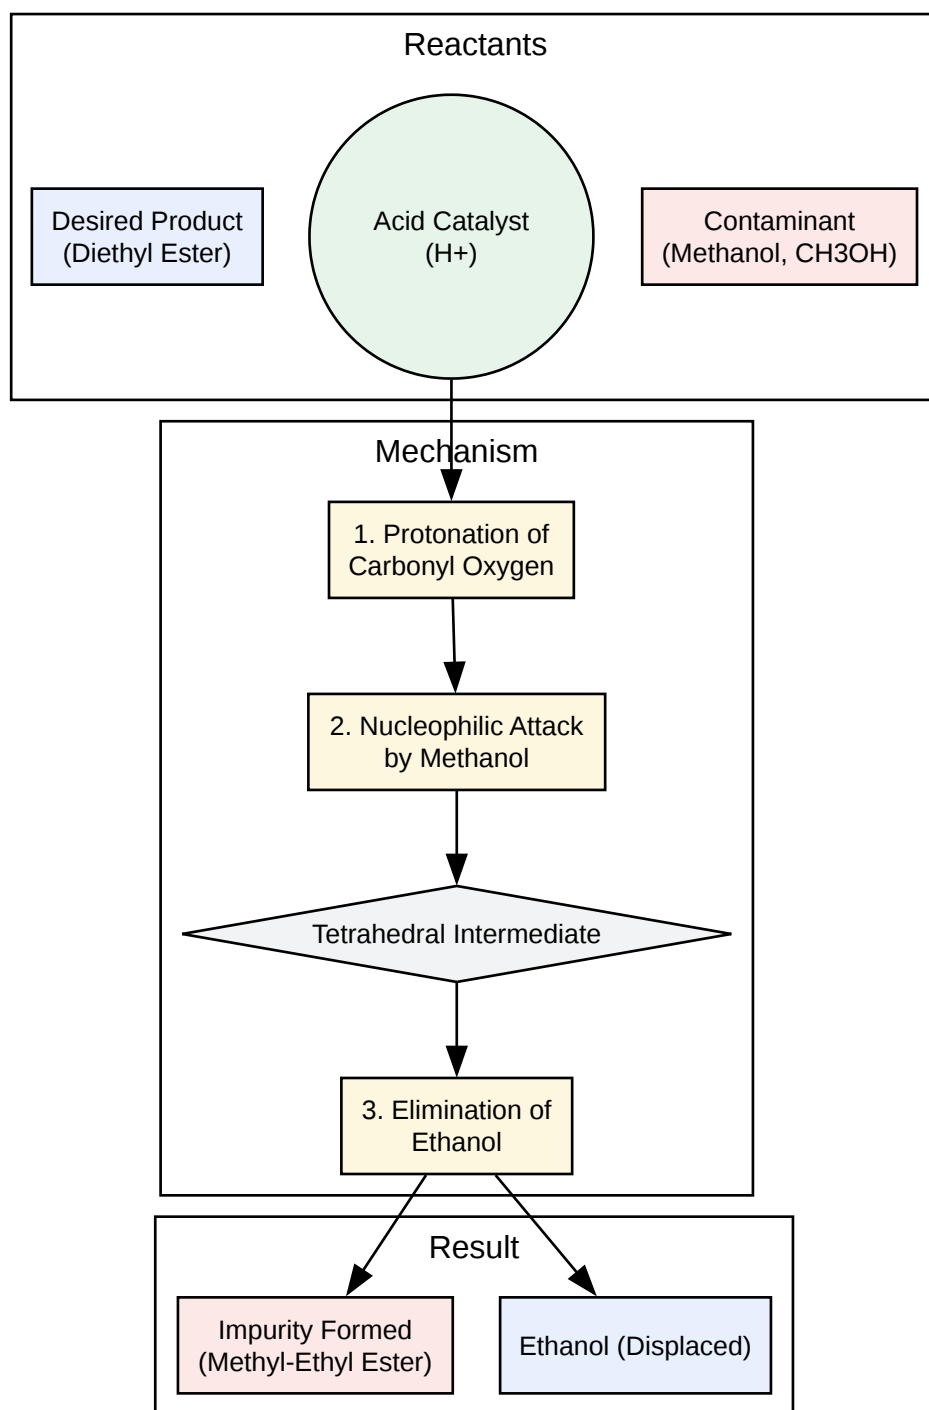 Reactants
Desired Product
(Diethyl Ester)
Acid Catalyst
(H+)
Contaminant
(Methanol, CH3OH)
Mechanism
1. Protonation of
Carbonyl Oxygen
2. Nucleophilic Attack
by Methanol
Tetrahedral Intermediate
3. Elimination of
Ethanol
Result
Impurity Formed
(Methyl-Ethyl Ester)
Ethanol (Displaced)